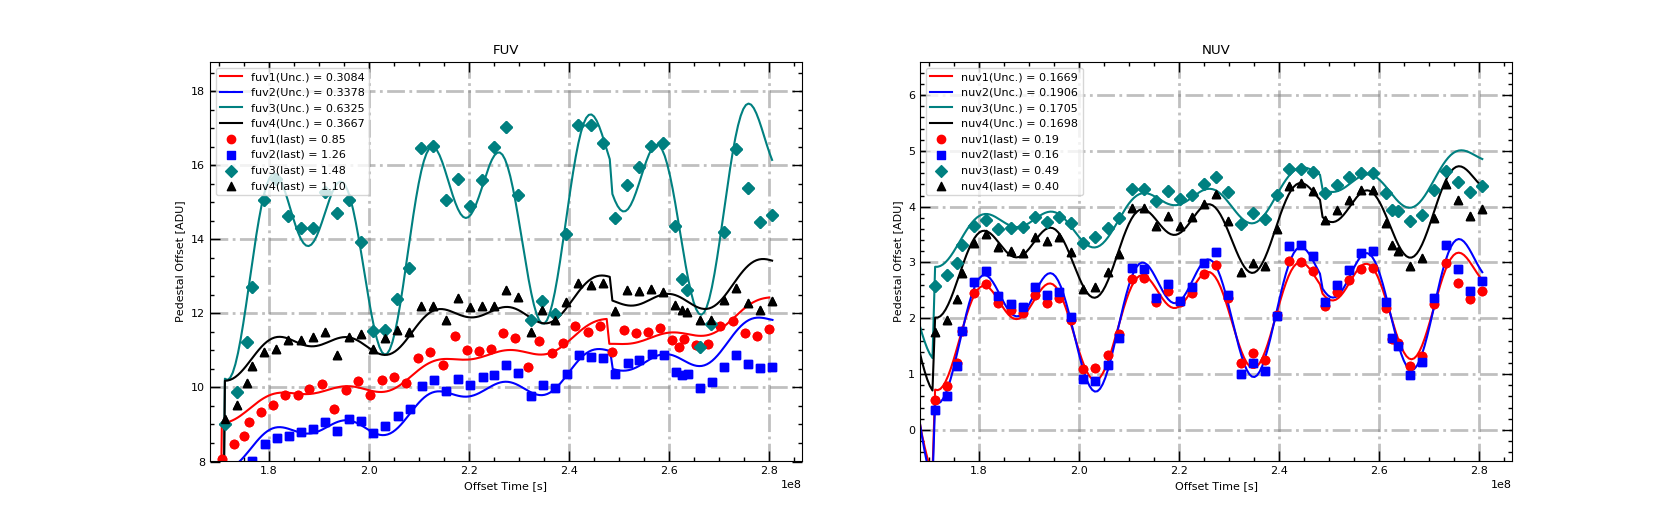 FUV
fuv1(Unc.) = 0.3084
fuv2(Unc.) = 0.3378
fuv3(Unc.) = 0.6325
fuv4(Unc.) = 0.3667
fuv1(last) = 0.85
fuv2(last) = 1.26
fuv3(last) = 1.48
fuv4(last) = 1.10
Pedestal Offset [ADU]
18
16
14
12
10
8
1.8
2.0
2.2
2.4
2.6
2.8
Offset Time [s]
1e8
NUV
nuv1(Unc.) = 0.1669
nuv2(Unc.) = 0.1906
nuv3(Unc.) = 0.1705
nuv4(Unc.) = 0.1698
nuv1(last) = 0.19
nuv2(last) = 0.16
nuv3(last) = 0.49
nuv4(last) = 0.40
Pedestal Offset [ADU]
6
5
4
3
2
1
0
1.8
2.0
2.2
2.4
2.6
2.8
Offset Time [s]
1e8